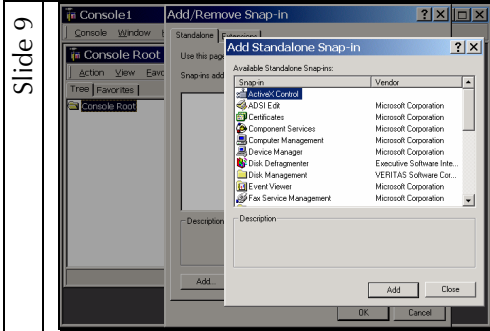 Slide 9
Console1
Console Window
Console Root
Action View Favo
Tree Favorites
Console Root
Add/Remove Snap-in
Standalone Extensions
Use this page
Snap-ins add
Description
Add...
OK Cancel
Add Standalone Snap-in
Available Standalone Snap-ins:
Snap-in Vendor
ActiveX Control
ADSI Edit Microsoft Corporation
Certificates Microsoft Corporation
Component Services Microsoft Corporation
Computer Management Microsoft Corporation
Device Manager Microsoft Corporation
Disk Defragmenter Executive Software Inte...
Disk Management VERITAS Software Cor...
Event Viewer Microsoft Corporation
Fax Service Management Microsoft Corporation
Description
Add Close